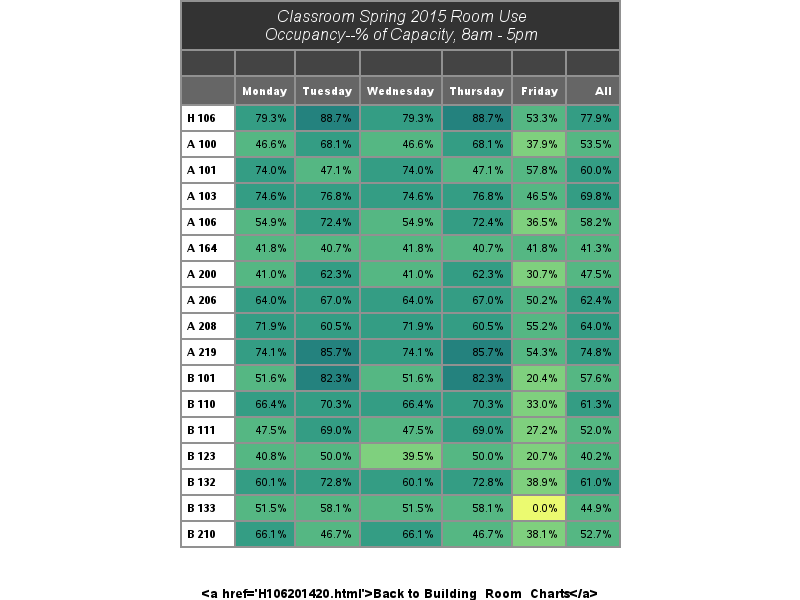 Classroom Spring 2015 Room Use
Occupancy--% of Capacity, 8am - 5pm
Monday Tuesday Wednesday Thursday Friday All
H 106 79.3% 88.7% 79.3% 88.7% 53.3% 77.9%
A 100 46.6% 68.1% 46.6% 68.1% 37.9% 53.5%
A 101 74.0% 47.1% 74.0% 47.1% 57.8% 60.0%
A 103 74.6% 76.8% 74.6% 76.8% 46.5% 69.8%
A 106 54.9% 72.4% 54.9% 72.4% 36.5% 58.2%
A 164 41.8% 40.7% 41.8% 40.7% 41.8% 41.3%
A 200 41.0% 62.3% 41.0% 62.3% 30.7% 47.5%
A 206 64.0% 67.0% 64.0% 67.0% 50.2% 62.4%
A 208 71.9% 60.5% 71.9% 60.5% 55.2% 64.0%
A 219 74.1% 85.7% 74.1% 85.7% 54.3% 74.8%
B 101 51.6% 82.3% 51.6% 82.3% 20.4% 57.6%
B 110 66.4% 70.3% 66.4% 70.3% 33.0% 61.3%
B 111 47.5% 69.0% 47.5% 69.0% 27.2% 52.0%
B 123 40.8% 50.0% 39.5% 50.0% 20.7% 40.2%
B 132 60.1% 72.8% 60.1% 72.8% 38.9% 61.0%
B 133 51.5% 58.1% 51.5% 58.1% 0.0% 44.9%
B 210 66.1% 46.7% 66.1% 46.7% 38.1% 52.7%
<a href='H106201420.html'>Back to Building_Room_Charts</a>